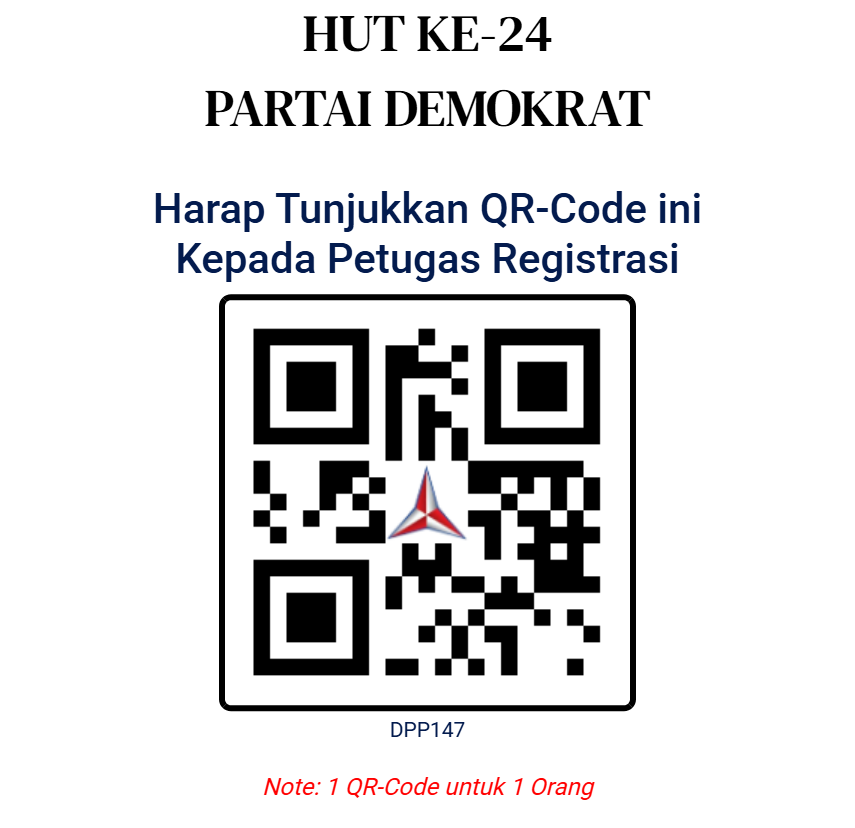 HUT KE-24
PARTAI DEMOKRAT
Harap Tunjukkan QR-Code ini
Kepada Petugas Registrasi
DPP147
Note: 1 QR-Code untuk 1 Orang